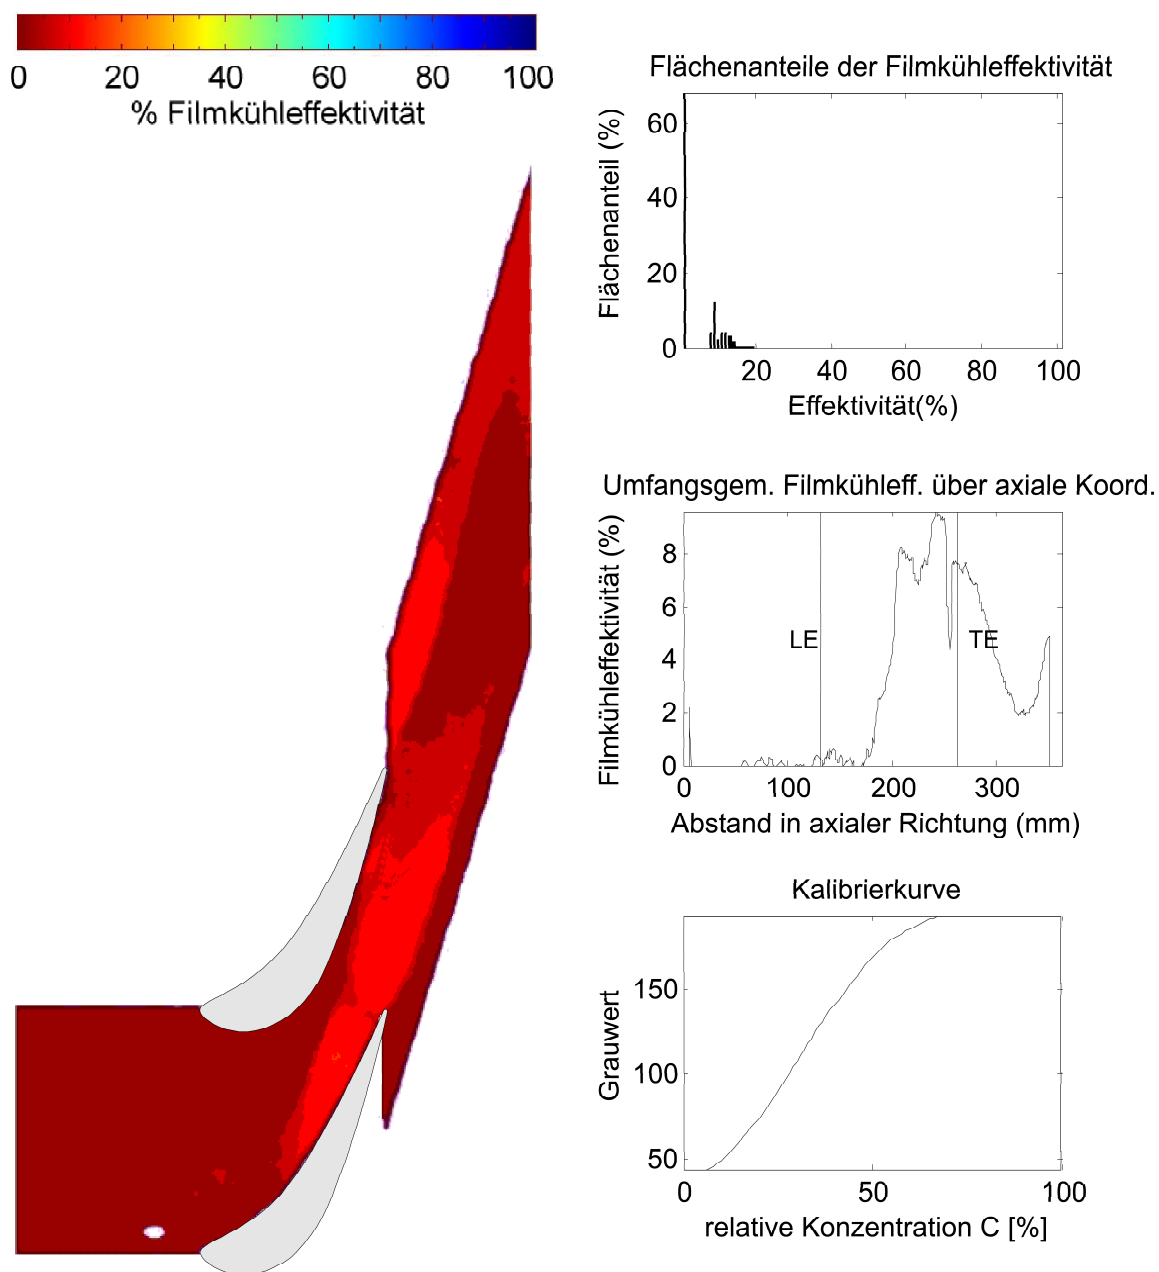 0 20 40 60 80 100
% Filmkühleffektivität
Flächenanteile der Filmkühleffektivität
Flächenanteil (%)
60
40
20
0
20 40 60 80 100
Effektivität(%)
Umfangsgem. Filmkühleff. über axiale Koord.
Filmkühleffektivität (%)
8
6
4
2
0
LE
TE
0 100 200 300
Abstand in axialer Richtung (mm)
Kalibrierkurve
Grauwert
150
100
50
0 50 100
relative Konzentration C [%]